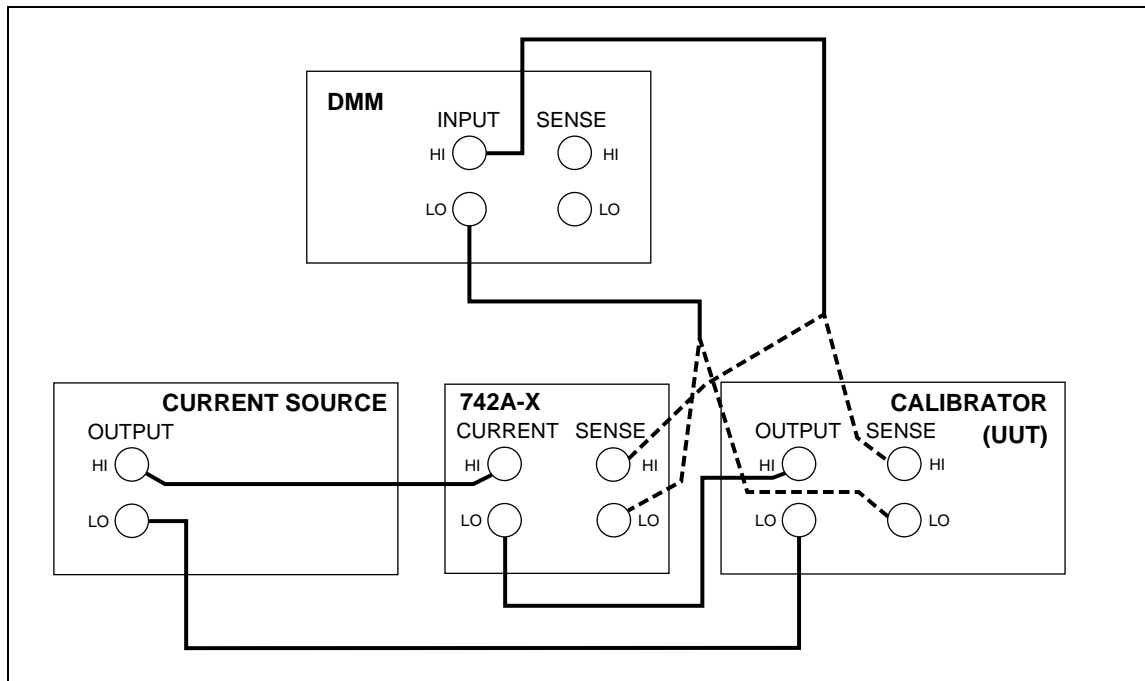 DMM
INPUT SENSE
HI HI
LO LO
CURRENT SOURCE
OUTPUT
HI
LO
742A-X
CURRENT SENSE
HI HI
LO LO
CALIBRATOR
(UUT)
OUTPUT SENSE
HI HI
LO LO